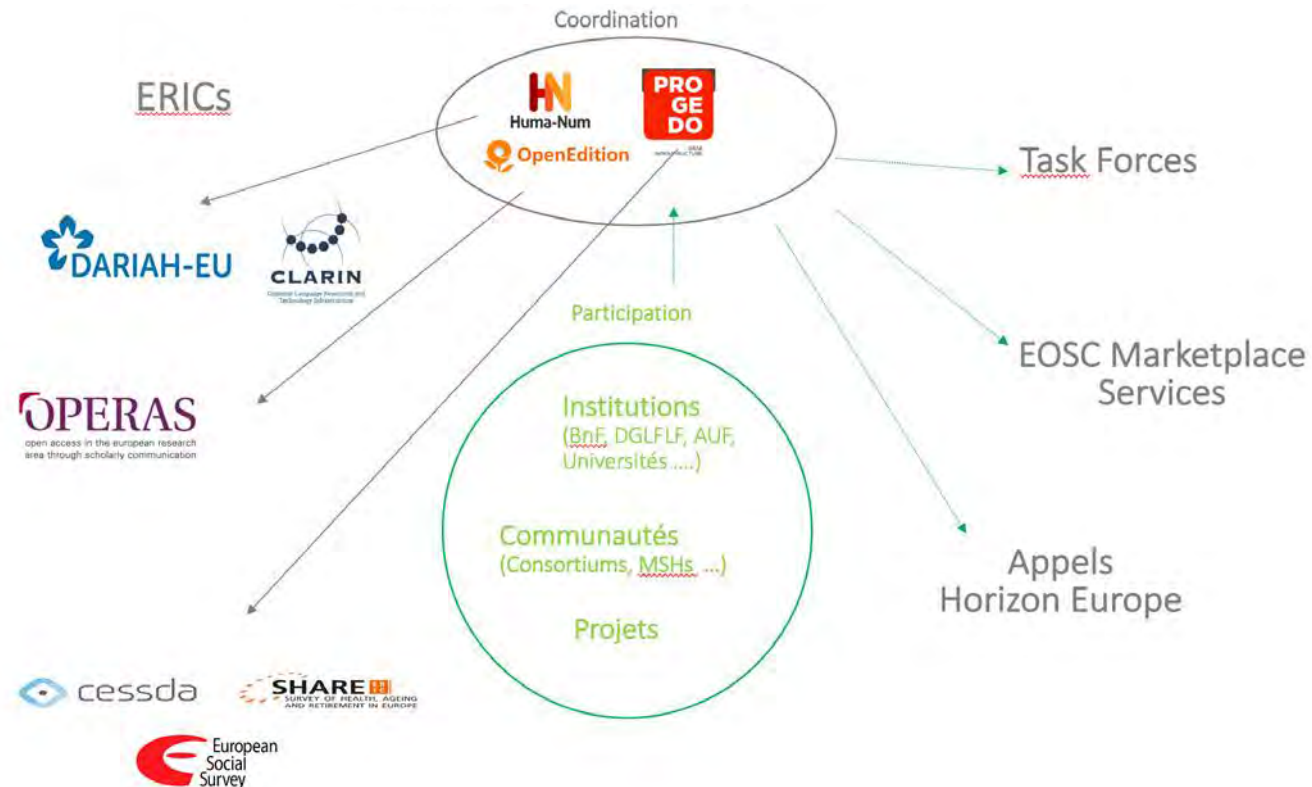 Coordination
ERICs
HN
Huma-Num
OpenEdition
PRO
GE
DO
Task Forces
DARIAH-EU
CLARIN
Participation
EOSC Marketplace
Services
OPERAS
open access in the european research
area through scholarly communication
Institutions
(BnF, DGLFLF, AUF,
Universités ....)
Communautés
(Consortiums, MSHs ...)
Projets
Appels
Horizon Europe
cessda
SHARE ERIC
SURVEY OF HEALTH, AGEING
AND RETIREMENT IN EUROPE
European
Social
Survey